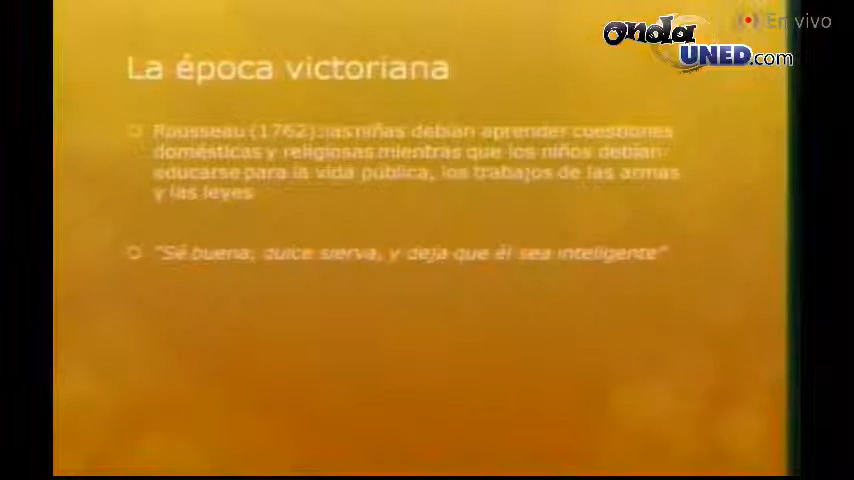 En vivo
onda
UNED.com
La época victoriana
Rousseau (1762): las niñas debían aprender cuestiones
domésticas y religiosas mientras que los niños debían
educarse para la vida pública, los trabajos de las armas
y las leyes
"Sé buena, dulce sierva, y deja que él sea inteligente"